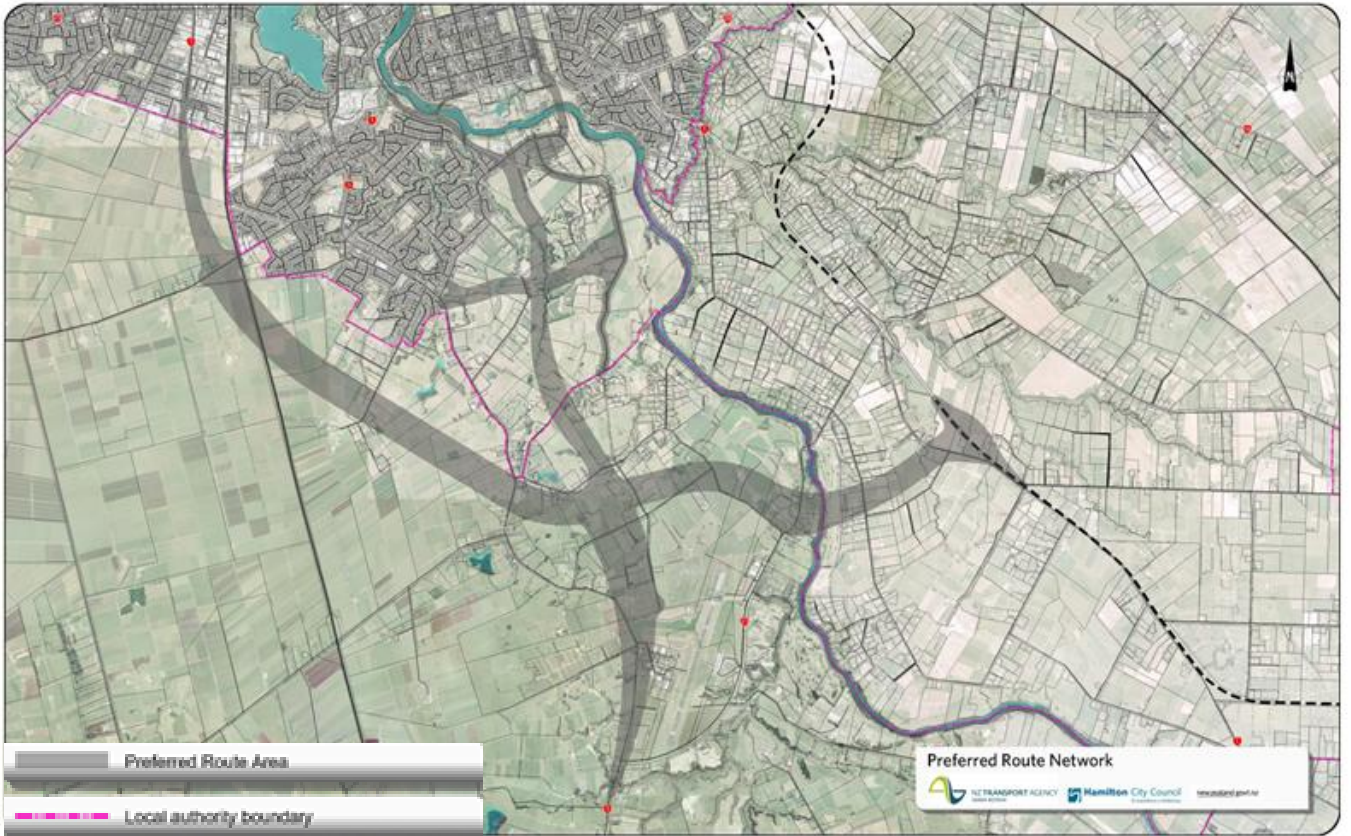 N
Preferred Route Area
Local authority boundary
Preferred Route Network
NZ TRANSPORT AGENCY
Hamilton City Council
newzealand.govt.nz